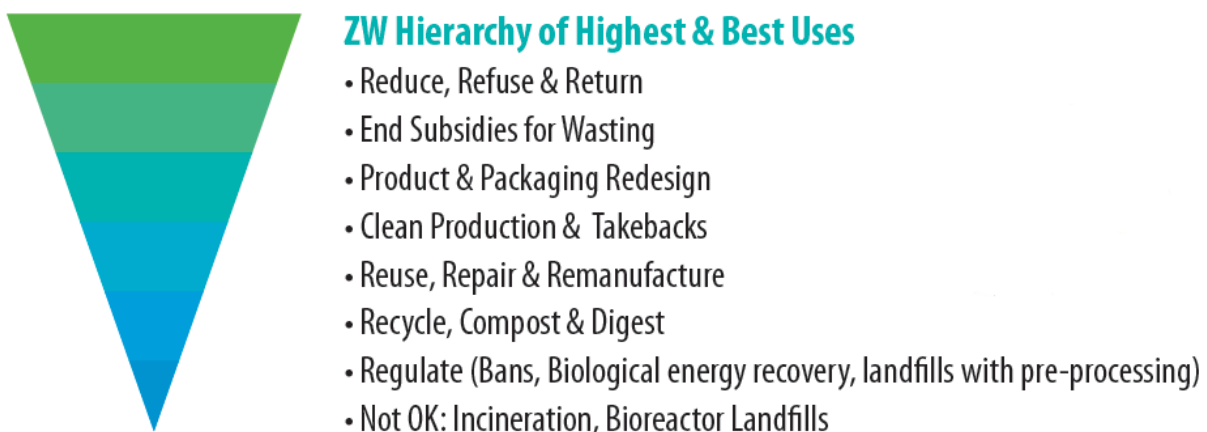 ZW Hierarchy of Highest & Best Uses
• Reduce, Refuse & Return
• End Subsidies for Wasting
• Product & Packaging Redesign
• Clean Production & Takebacks
• Reuse, Repair & Remanufacture
• Recycle, Compost & Digest
• Regulate (Bans, Biological energy recovery, landfills with pre-processing)
• Not OK: Incineration, Bioreactor Landfills